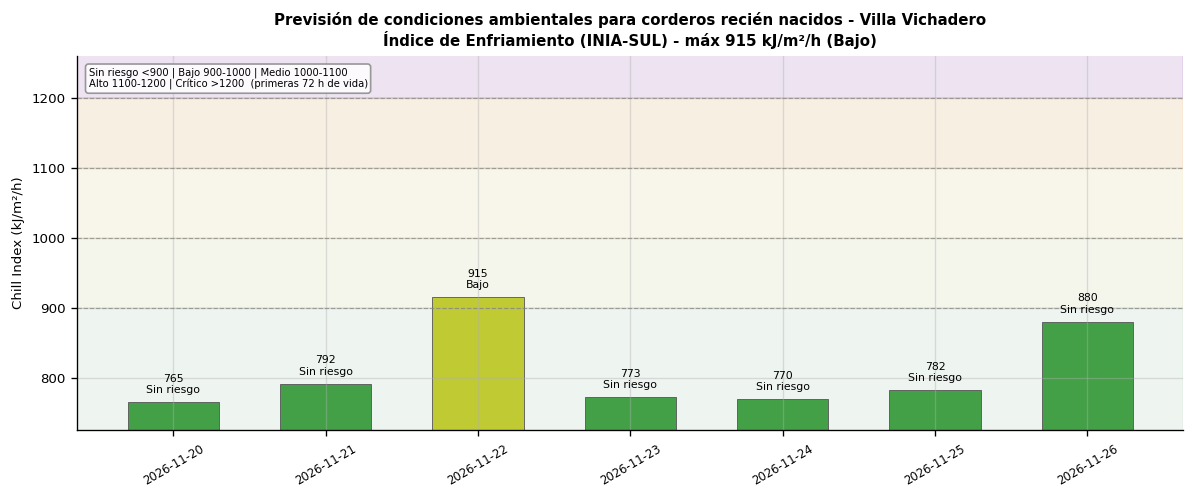 Previsión de condiciones ambientales para corderos recién nacidos - Villa Vichadero
Índice de Enfriamiento (INIA-SUL) - máx 915 kJ/m²/h (Bajo)
Sin riesgo <900 | Bajo 900-1000 | Medio 1000-1100
Alto 1100-1200 | Crítico >1200  (primeras 72 h de vida)
Chill Index (kJ/m²/h)
1200
1100
1000
900
800
765
Sin riesgo
792
Sin riesgo
915
Bajo
773
Sin riesgo
770
Sin riesgo
782
Sin riesgo
880
Sin riesgo
2026-11-20
2026-11-21
2026-11-22
2026-11-23
2026-11-24
2026-11-25
2026-11-26